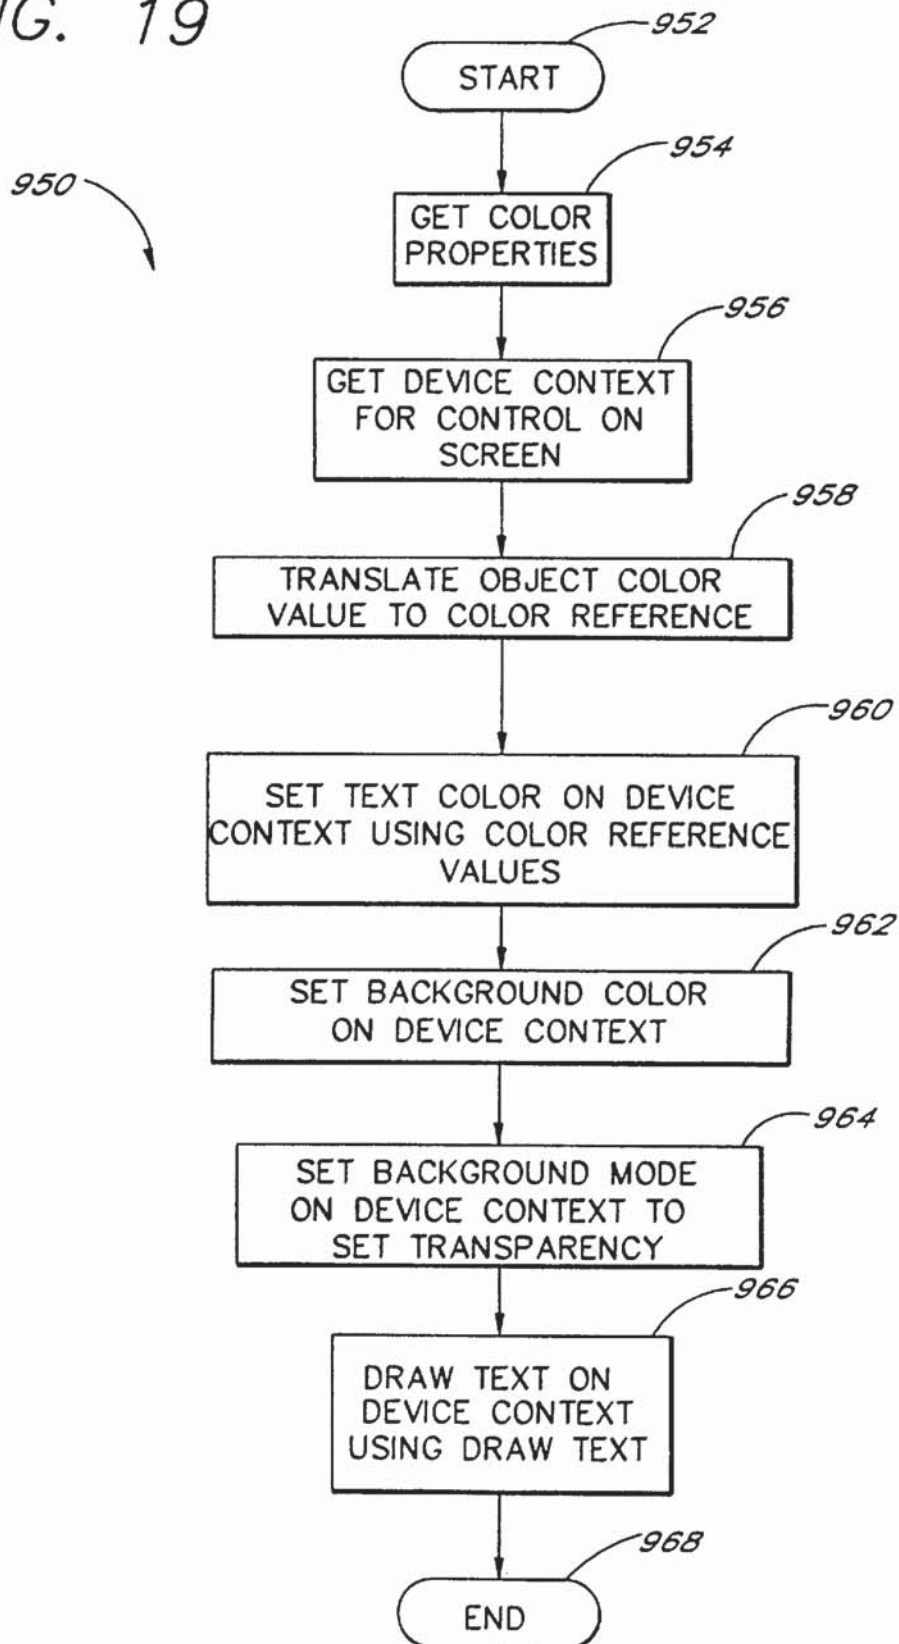 IG. 19
952
START
954
950
GET COLOR
PROPERTIES
956
GET DEVICE CONTEXT
FOR CONTROL ON
SCREEN
958
TRANSLATE OBJECT COLOR
VALUE TO COLOR REFERENCE
960
SET TEXT COLOR ON DEVICE
CONTEXT USING COLOR REFERENCE
VALUES
962
SET BACKGROUND COLOR
ON DEVICE CONTEXT
964
SET BACKGROUND MODE
ON DEVICE CONTEXT TO
SET TRANSPARENCY
966
DRAW TEXT ON
DEVICE CONTEXT
USING DRAW TEXT
968
END